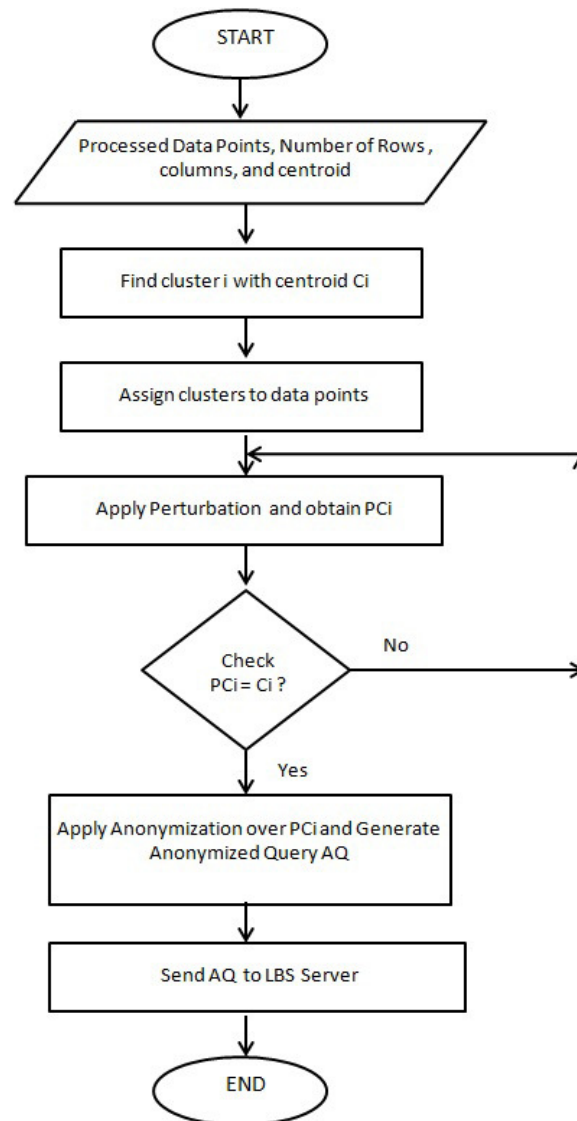 START
Processed Data Points, Number of Rows ,
columns, and centroid
Find cluster i with centroid Ci
Assign clusters to data points
Apply Perturbation and obtain PCi
Check
PCi = Ci ?
No
Yes
Apply Anonymization over PCi and Generate
Anonymized Query AQ
Send AQ to LBS Server
END